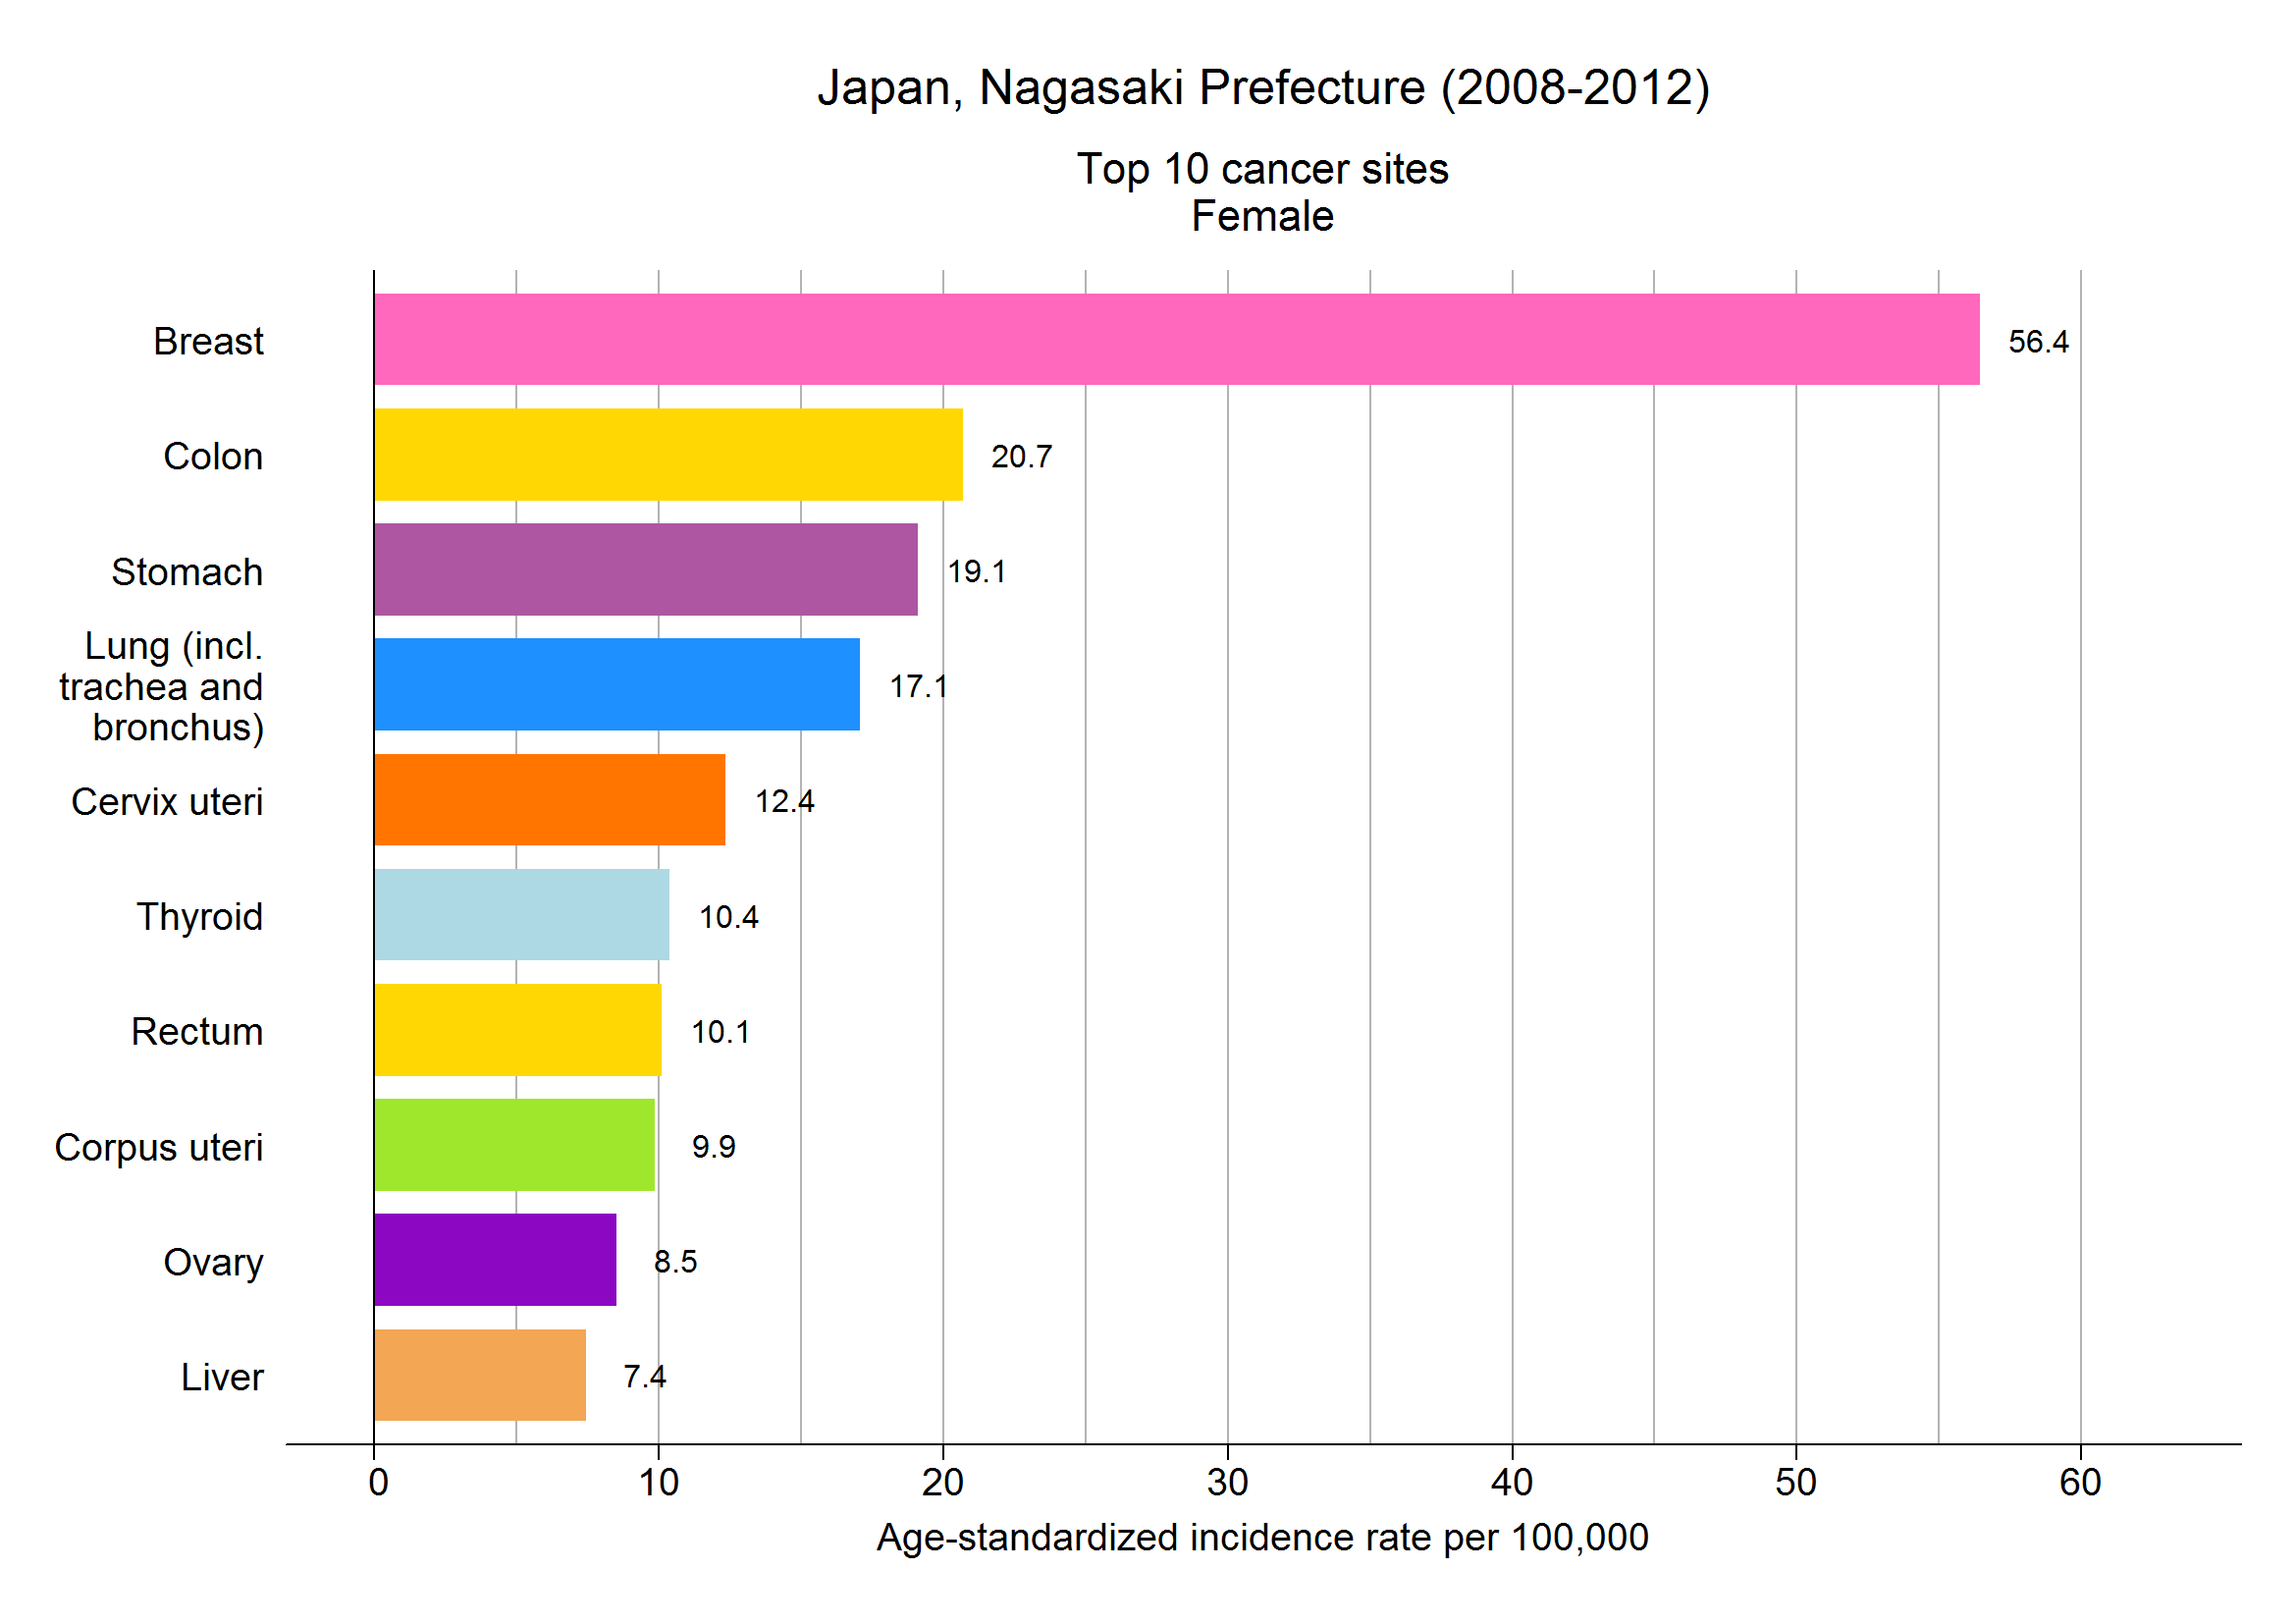 Japan, Nagasaki Prefecture (2008-2012)
Top 10 cancer sites
Female
Breast
56.4
Colon
20.7
Stomach
19.1
Lung (incl.
trachea and
bronchus)
17.1
Cervix uteri
12.4
Thyroid
10.4
Rectum
10.1
Corpus uteri
9.9
Ovary
8.5
Liver
7.4
0 10 20 30 40 50 60
Age-standardized incidence rate per 100,000